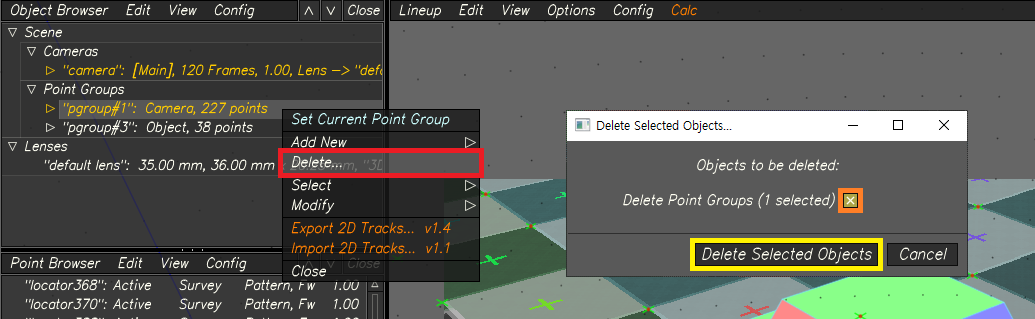 Object Browser Edit View Config Close
Scene
Cameras
"camera": [Main], 120 Frames, 1.00, Lens –> "defa
Point Groups
"pgroup#1": Camera, 227 points
"pgroup#3": Object, 38 points
Lenses
"default lens": 35.00 mm, 36.00 mm
Set Current Point Group
Add New
Delete...
Select
Modify
Export 2D Tracks... v1.4
Import 2D Tracks... v1.1
Close
Point Browser Edit View Config
"locator368": Active Survey Pattern, Fw 1.00
"locator370": Active Survey Pattern, Fw 1.00
Lineup Edit View Options Config Calc
Delete Selected Objects...
Objects to be deleted:
Delete Point Groups (1 selected)
Delete Selected Objects Cancel